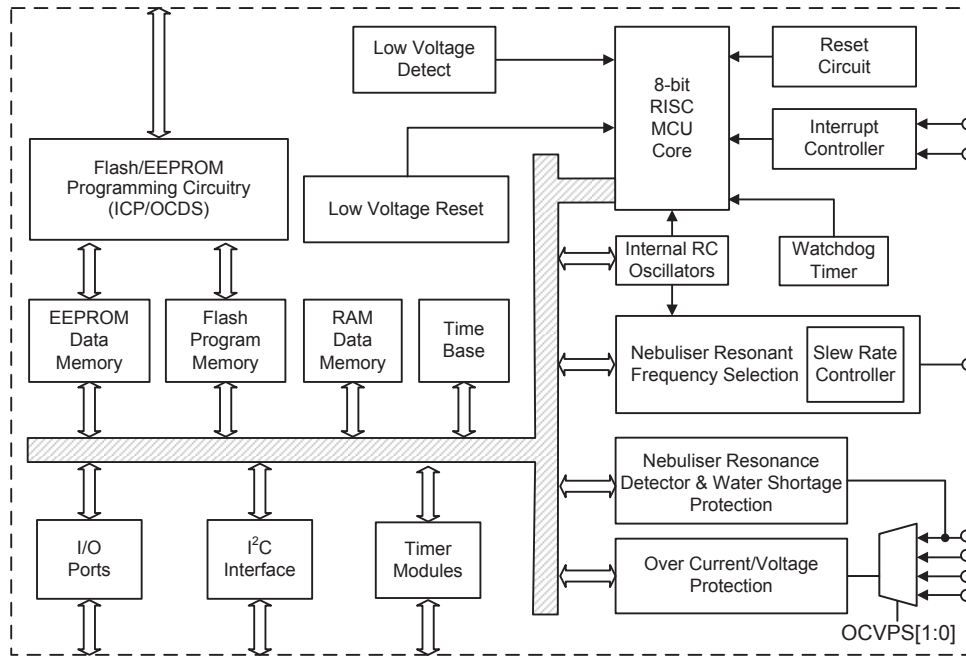 Low Voltage
Detect
8-bit
RISC
MCU
Core
Reset
Circuit
Interrupt
Controller
Flash/EEPROM
Programming Circuitry
(ICP/OCDS)
Low Voltage Reset
Internal RC
Oscillators
Watchdog
Timer
EEPROM
Data
Memory
Flash
Program
Memory
RAM
Data
Memory
Time
Base
Nebuliser Resonant
Frequency Selection
Slew Rate
Controller
Nebuliser Resonance
Detector & Water Shortage
Protection
I/O
Ports
I²C
Interface
Timer
Modules
Over Current/Voltage
Protection
OCVPS[1:0]